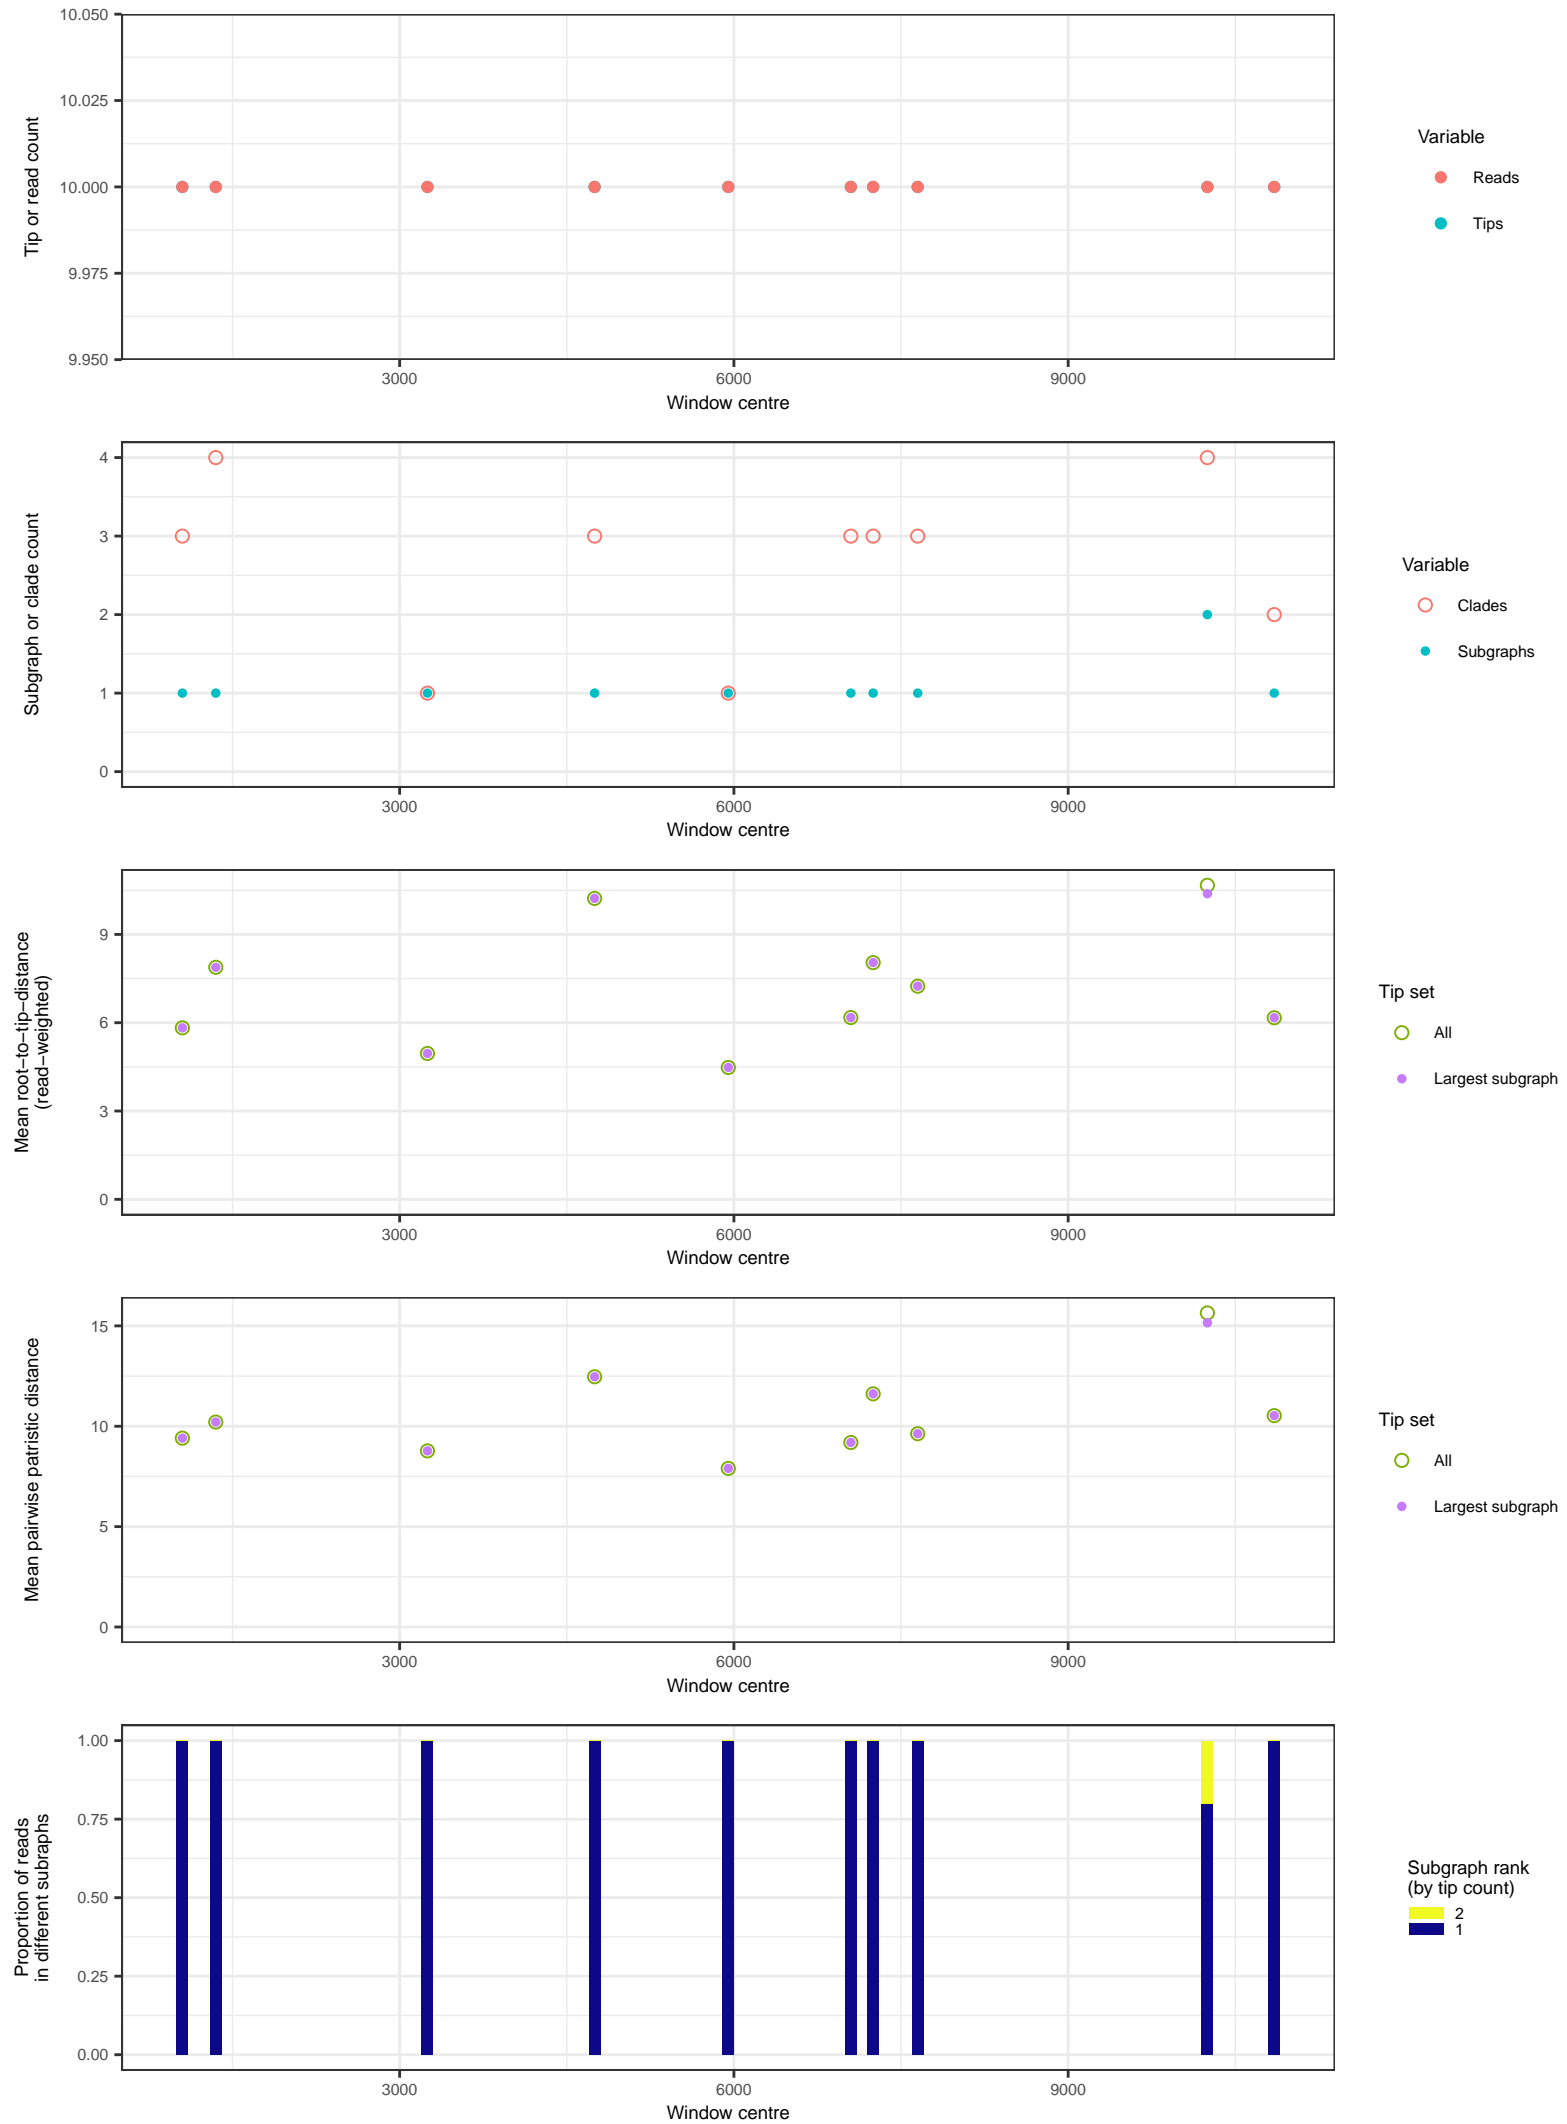 10.050
10.025
10.000
9.975
9.950
Tip or read count
3000 6000 9000
Window centre
Variable
Reads
Tips
4
3
2
1
0
Subgraph or clade count
3000 6000 9000
Window centre
Variable
Clades
Subgraphs
9
6
3
0
Mean root−to−tip−distance
(read−weighted)
3000 6000 9000
Window centre
Tip set
All
Largest subgraph
15
10
5
0
Mean pairwise patristic distance
3000 6000 9000
Window centre
Tip set
All
Largest subgraph
1.00
0.75
0.50
0.25
0.00
Proportion of reads
in different subraphs
3000 6000 9000
Window centre
Subgraph rank
(by tip count)
2
1